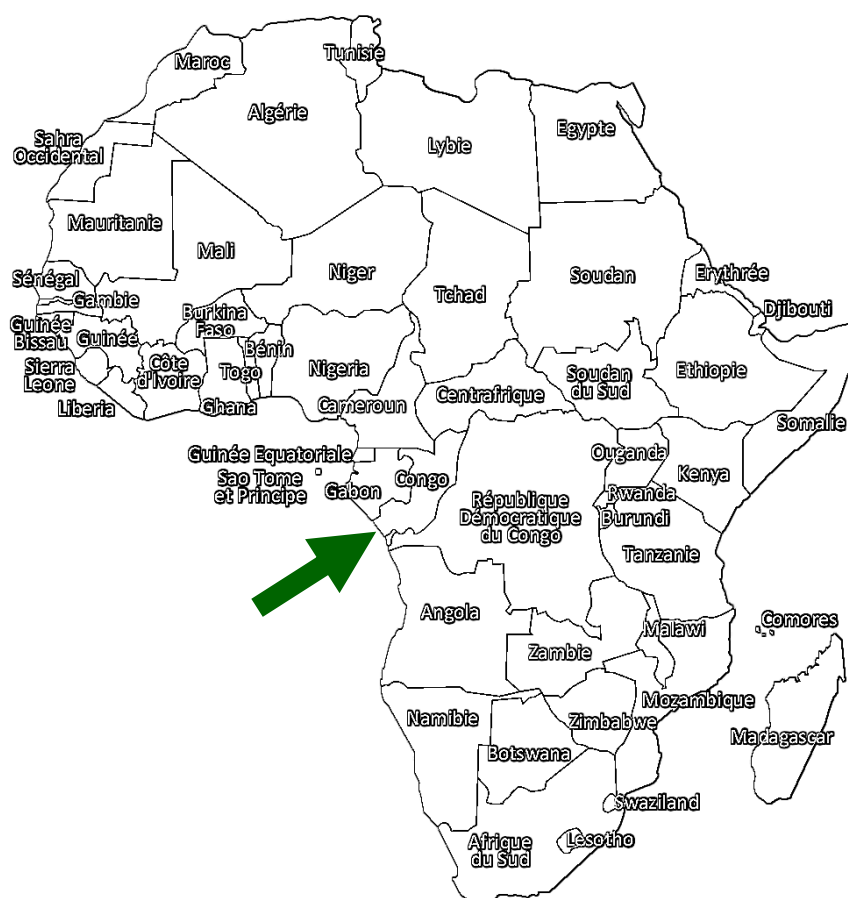 Maroc
Tunisie
Algérie
Lybie
Egypte
Sahra
Occidental
Mauritanie
Mali
Niger
Tchad
Soudan
Erythrée
Djibouti
Sénégal
Gambie
Guinée
Bissau
Guinée
Sierra
Leone
Liberia
Côte
d'Ivoire
Burkina
Faso
Ghana
Togo
Bénin
Nigeria
Cameroun
Centrafrique
Soudan
du Sud
Ethiopie
Somalie
Guinée Equatoriale
Sao Tome
et Principe
Gabon
Congo
République
Démocratique
du Congo
Ouganda
Kenya
Rwanda
Burundi
Tanzanie
Angola
Zambie
Malawi
Comores
Mozambique
Madagascar
Namibie
Zimbabwe
Botswana
Swaziland
Afrique
du Sud
Lesotho